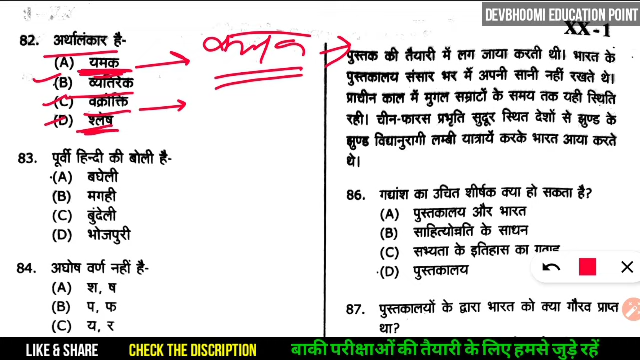 DEVBHOOMI EDUCATION POINT
XX-1
82. अर्थालंकार है-
(A) यमक
(B) व्यतिरेक
(C) वक्रोक्ति
(D) श्लेष
83. पूर्वी हिन्दी की बोली है-
(A) बघेली
(B) मगही
(C) बुंदेली
(D) भोजपुरी
84. अघोष वर्ण नहीं है-
(A) श, ष
(B) प, फ
(C) य, र
पुस्तक की तैयारी में लग जाया करती थी। भारत के
पुस्तकालय संसार भर में अपनी सानी नहीं रखते थे।
प्राचीन काल में मुगल सम्राटों के समय तक यही स्थिति
रही। चीन-फारस प्रभृति सुदूर स्थित देशों से झुण्ड के
झुण्ड विद्यानुरागी लम्बी यात्रायें करके भारत आया करते
थे।
86. गद्यांश का उचित शीर्षक क्या हो सकता है?
(A) पुस्तकालय और भारत
(B) साहित्योन्नति के साधन
(C) सभ्यता के इतिहास का गवाह
(D) पुस्तकालय
87. पुस्तकालयों के द्वारा भारत को क्या गौरव प्राप्त
था?
LIKE & SHARE
CHECK THE DISCRIPTION
बाकी परीक्षाओं की तैयारी के लिए हमसे जुड़े रहें